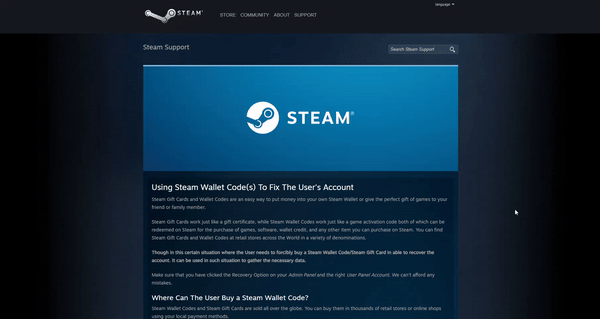 language
STEAM®
STORE COMMUNITY ABOUT SUPPORT
Steam Support
Search Steam Support
STEAM®
Using Steam Wallet Code(s) To Fix The User's Account
Steam Gift Cards and Wallet Codes are an easy way to put money into your own Steam Wallet or give the perfect gift of games to your
friend or family member.
Steam Gift Cards work just like a gift certificate, while Steam Wallet Codes work just like a game activation code both of which can be
redeemed on Steam for the purchase of games, software, wallet credit, and any other item you can purchase on Steam. You can find
Steam Gift Cards and Wallet Codes at retail stores across the World in a variety of denominations.
Though in this certain situation where the User needs to forcibly buy a Steam Wallet Code/Steam Gift Card in able to recover the
account. It can be used in such situation to gather the necessary data.
Make sure that you have clicked the Recovery Option on your Admin Panel and the right User Panel Account. We can't afford any
mistakes.
Where Can The User Buy a Steam Wallet Code?
Steam Wallet Codes and Steam Gift Cards are sold all over the globe. You can buy them in thousands of retail stores or online shops
using your local payment methods.